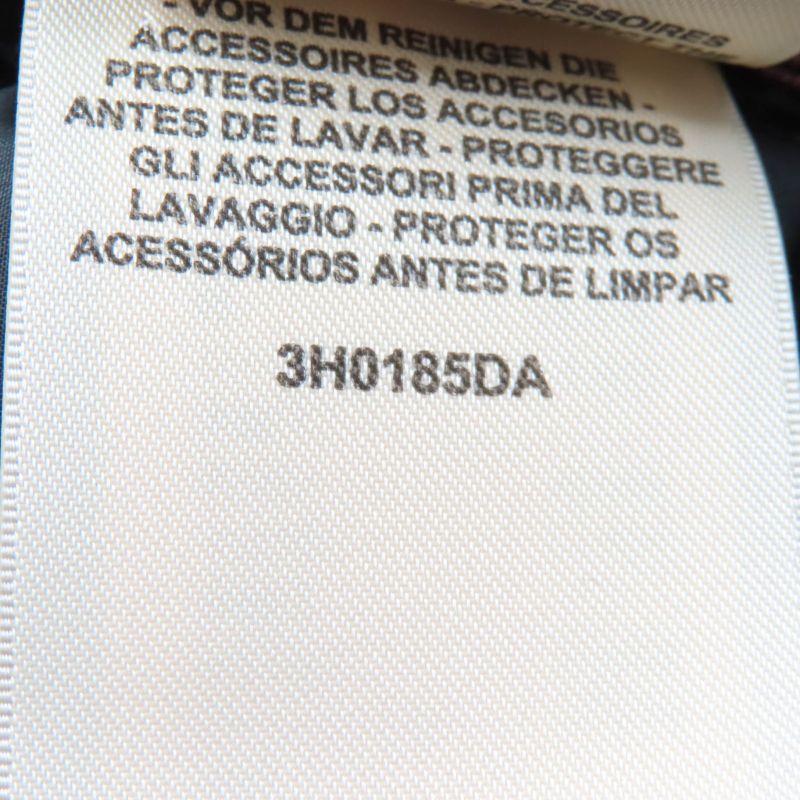 ACCESSOIRES
- VOR DEM REINIGEN DIE
ACCESSOIRES ABDECKEN -
PROTEGER LOS ACCESORIOS
ANTES DE LAVAR - PROTEGGERE
GLI ACCESSORI PRIMA DEL
LAVAGGIO - PROTEGER OS
ACESSÓRIOS ANTES DE LIMPAR
3H0185DA